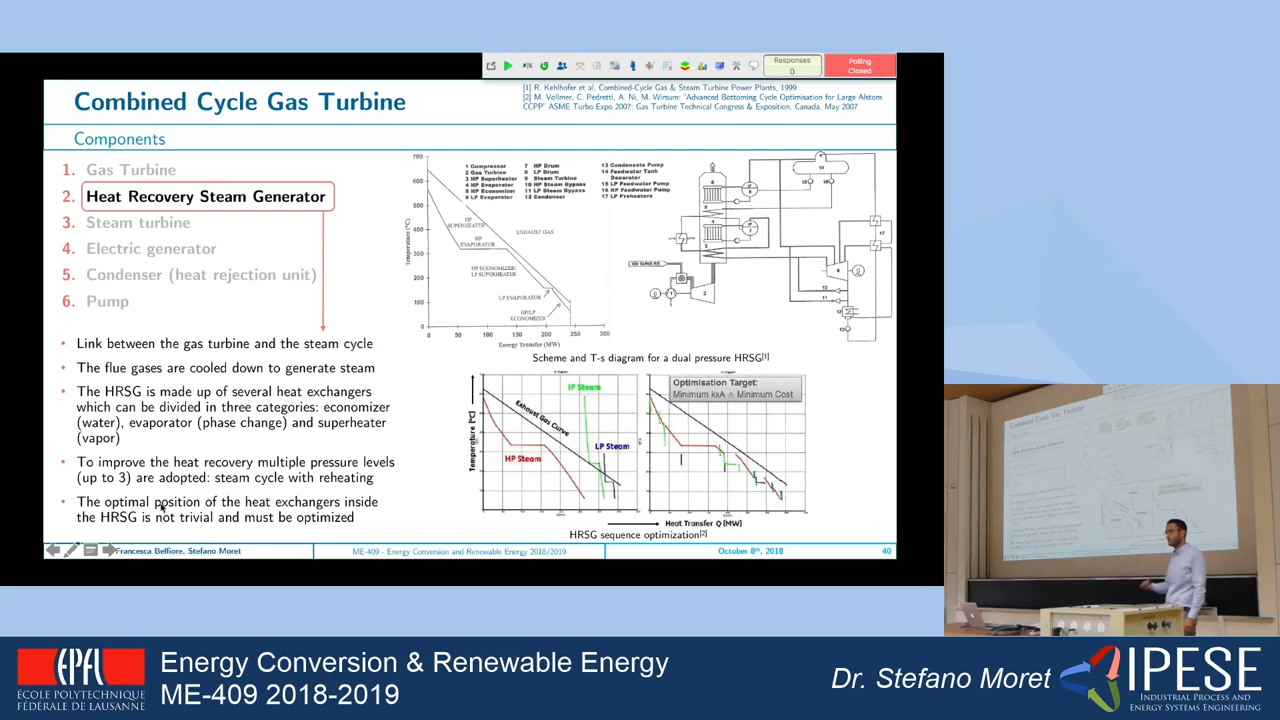 Responses
0
Polling
Closed
Combined Cycle Gas Turbine
[1] R. Kehlhofer et al, Combined-Cycle Gas & Steam Turbine Power Plants, 1999
[2] M. Vollmer, C. Pedretti, A. Ni, M. Wirsum: "Advanced Bottoming Cycle Optimisation for Large Alstom
CCPP" ASME Turbo Expo 2007: Gas Turbine Technical Congress & Exposition, Canada, May 2007
Components
1. Gas Turbine
2. Heat Recovery Steam Generator
3. Steam turbine
4. Electric generator
5. Condenser (heat rejection unit)
6. Pump
• Link between the gas turbine and the steam cycle
• The flue gases are cooled down to generate steam
• The HRSG is made up of several heat exchangers
which can be divided in three categories: economizer
(water), evaporator (phase change) and superheater
(vapor)
• To improve the heat recovery multiple pressure levels
(up to 3) are adopted: steam cycle with reheating
• The optimal position of the heat exchangers inside
the HRSG is not trivial and must be optimized
1 Compressor
2 Gas Turbine
3 HP Superheater
4 HP Evaporator
5 HP Economizer
6 LP Evaporator
7 HP Drum
8 LP Drum
9 Steam Turbine
10 HP Steam Bypass
11 LP Steam Bypass
12 Condenser
13 Condensate Pump
14 Feedwater Tank
Deaerator
15 LP Feedwater Pump
16 HP Feedwater Pump
17 LP Preheaters
Temperature (°C)
700
600
500
400
300
200
100
0
HP
SUPERHEATER
EXHAUST GAS
HP
EVAPORATOR
HP ECONOMIZER/
LP SUPERHEATER
LP EVAPORATOR
HP/LP
ECONOMIZER
0 50 100 150 200 250 300
Energy Transfer (MW)
Scheme and T-s diagram for a dual pressure HRSG[1]
Temperature [°C]
IP Steam
Exhaust Gas Curve
LP Steam
HP Steam
Optimisation Target:
Minimum kxA ≙ Minimum Cost
Heat Transfer Q [MW]
HRSG sequence optimization[2]
Francesca Belfiore, Stefano Moret
ME-409 - Energy Conversion and Renewable Energy 2018/2019
October 8th, 2018
40
EPFL
ÉCOLE POLYTECHNIQUE
FÉDÉRALE DE LAUSANNE
Energy Conversion & Renewable Energy
ME-409 2018-2019
Dr. Stefano Moret
IPESE
INDUSTRIAL PROCESS AND
ENERGY SYSTEMS ENGINEERING